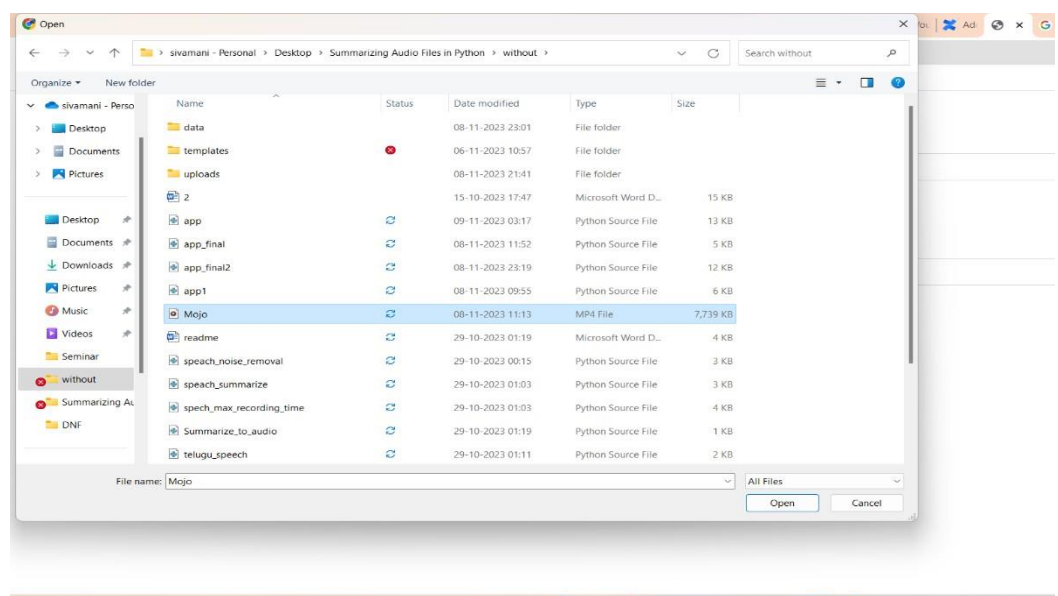 Open
Ad
sivamani - Personal > Desktop > Summarizing Audio Files in Python > without >
Search without
Organize New folder
Name Status Date modified Type Size
sivamani - Perso
Desktop
Documents
Pictures
Desktop
Documents
Downloads
Pictures
Music
Videos
Seminar
without
Summarizing Au
DNF
data 08-11-2023 23:01 File folder
templates 06-11-2023 10:57 File folder
uploads 08-11-2023 21:41 File folder
2 15-10-2023 17:47 Microsoft Word D... 15 KB
app 09-11-2023 03:17 Python Source File 13 KB
app_final 08-11-2023 11:52 Python Source File 5 KB
app_final2 08-11-2023 23:19 Python Source File 12 KB
app1 08-11-2023 09:55 Python Source File 6 KB
Mojo 08-11-2023 11:13 MP4 File 7,739 KB
readme 29-10-2023 01:19 Microsoft Word D... 4 KB
speach_noise_removal 29-10-2023 00:15 Python Source File 3 KB
speach_summarize 29-10-2023 01:03 Python Source File 3 KB
spech_max_recording_time 29-10-2023 01:03 Python Source File 4 KB
Summarize_to_audio 29-10-2023 01:19 Python Source File 1 KB
telugu_speech 29-10-2023 01:11 Python Source File 2 KB
File name: Mojo All Files
Open Cancel